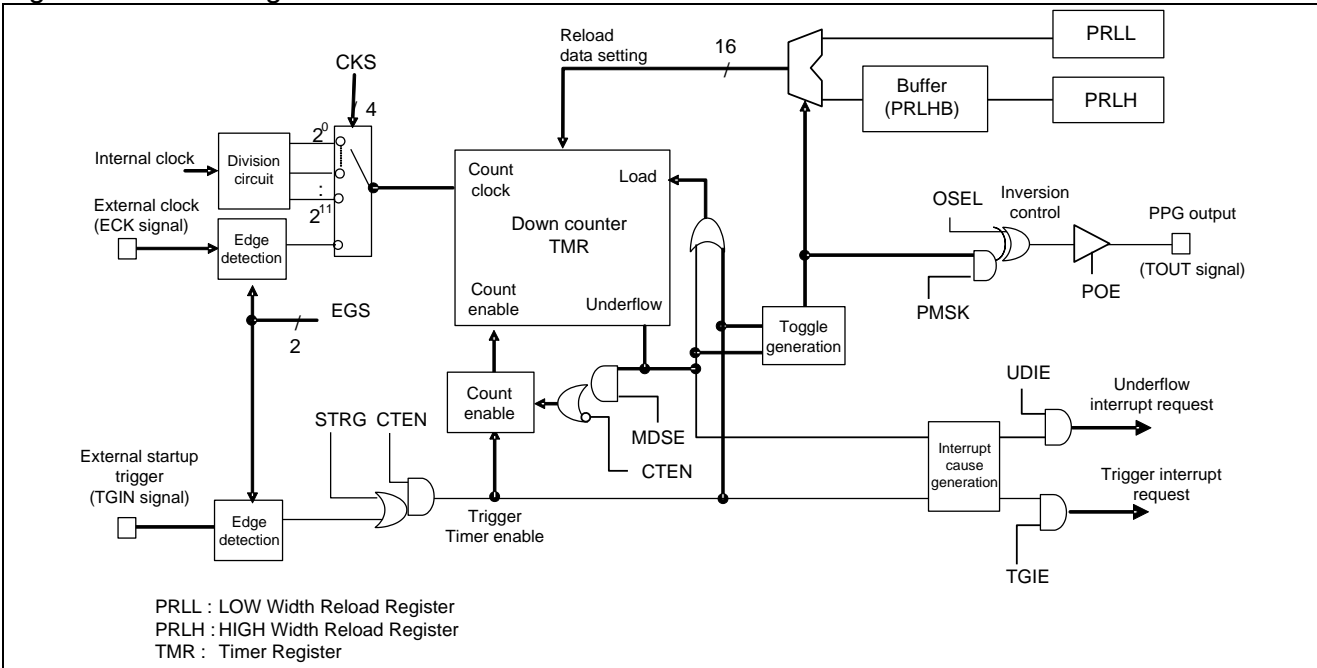 Reload
data setting
16
PRLL
CKS
4
Buffer
(PRLHB)
PRLH
Internal clock
Division
circuit
2^0
:
2^11
Count
clock
Load
Down counter
TMR
External clock
(ECK signal)
Edge
detection
OSEL
Inversion
control
PPG output
(TOUT signal)
POE
PMSK
Count
enable
Underflow
EGS
2
Toggle
generation
Count
enable
MDSE
CTEN
STRG
CTEN
UDIE
Underflow
interrupt request
Interrupt
cause
generation
External startup
trigger
(TGIN signal)
Edge
detection
Trigger
Timer enable
Trigger interrupt
request
TGIE
PRLL : LOW Width Reload Register
PRLH : HIGH Width Reload Register
TMR : Timer Register